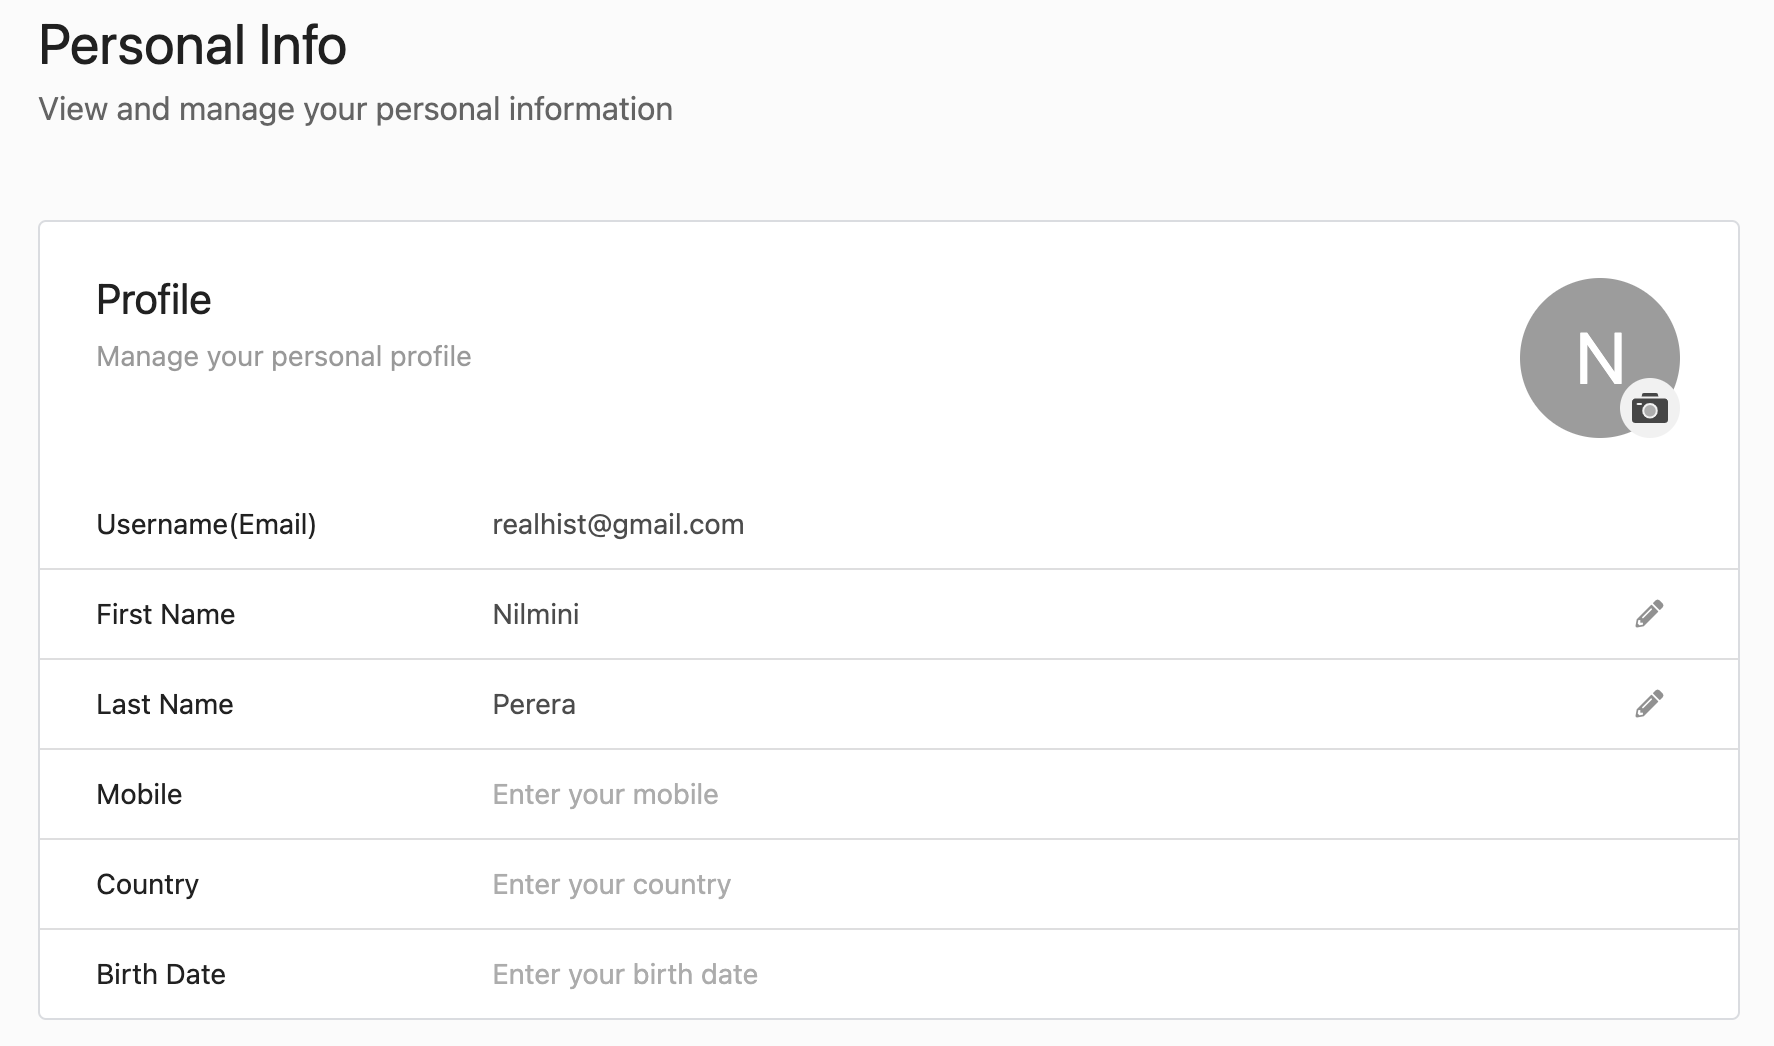 Personal Info
View and manage your personal information
Profile
Manage your personal profile
N
Username(Email) realhist@gmail.com
First Name Nilmini
Last Name Perera
Mobile Enter your mobile
Country Enter your country
Birth Date Enter your birth date